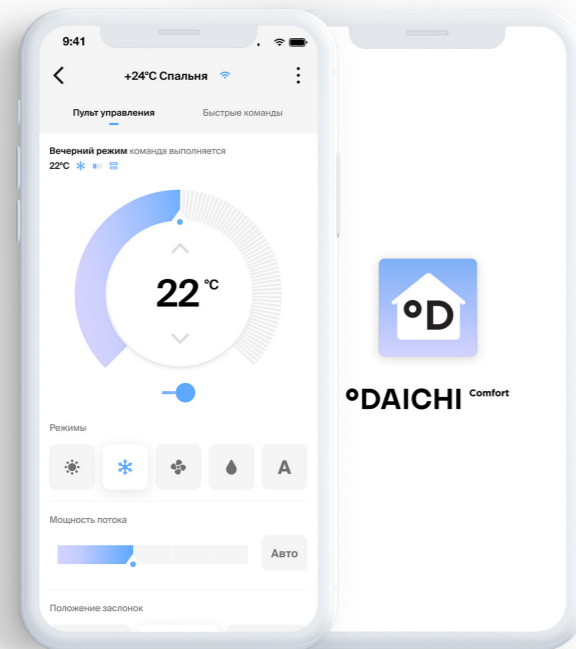 9:41
+24°C Спальня
Пульт управления
Быстрые команды
Вечерний режим команда выполняется
22°C
22 °C
Режимы
A
Мощность потока
Авто
Положение заслонок
°D
°DAICHI Comfort